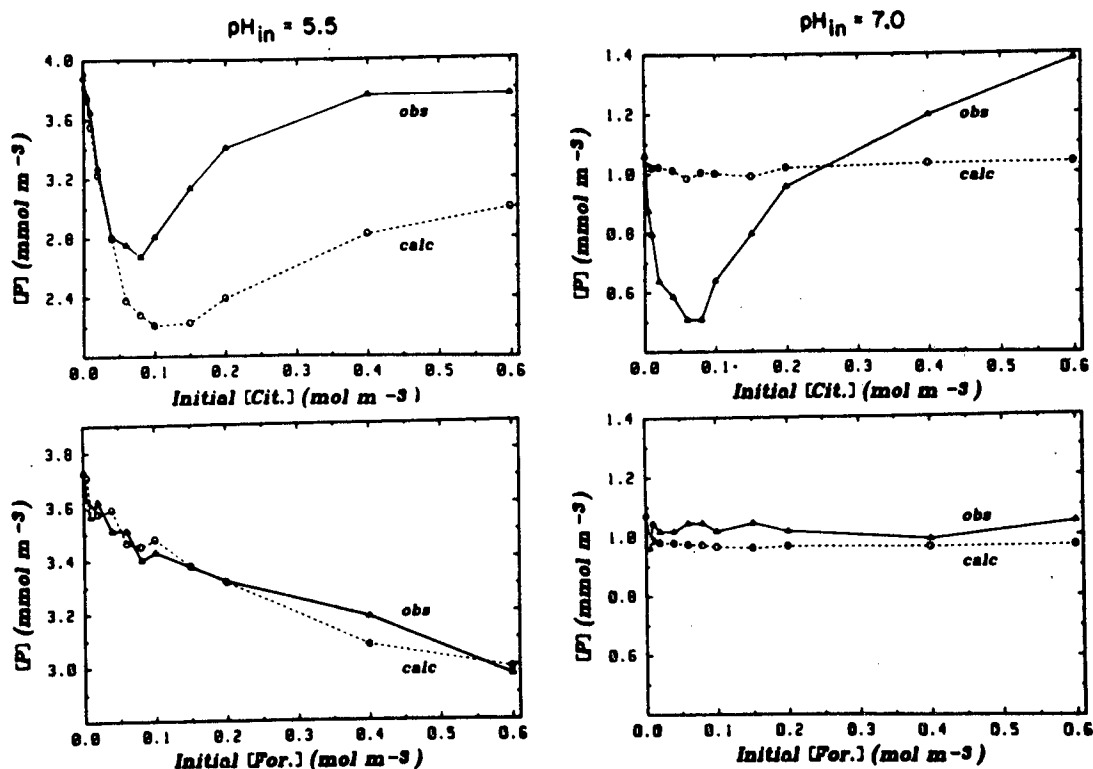 pHin = 5.5
4.0
3.6
3.2
2.8
2.4
[P] (mmol m -3)
obs
calc
0.0 0.1 0.2 0.3 0.4 0.5 0.6
Initial [Cit.] (mol m -3)
pHin = 7.0
1.4
1.2
1.0
0.8
0.6
[P] (mmol m -3)
obs
calc
0.0 0.1 0.2 0.3 0.4 0.5 0.6
Initial [Cit.] (mol m -3)
3.8
3.6
3.4
3.2
3.0
[P] (mmol m -3)
obs
calc
0.0 0.1 0.2 0.3 0.4 0.5 0.6
Initial [For.] (mol m -3)
1.4
1.2
1.0
0.8
0.6
[P] (mmol m -3)
obs
calc
0.0 0.1 0.2 0.3 0.4 0.5 0.6
Initial [For.] (mol m -3)